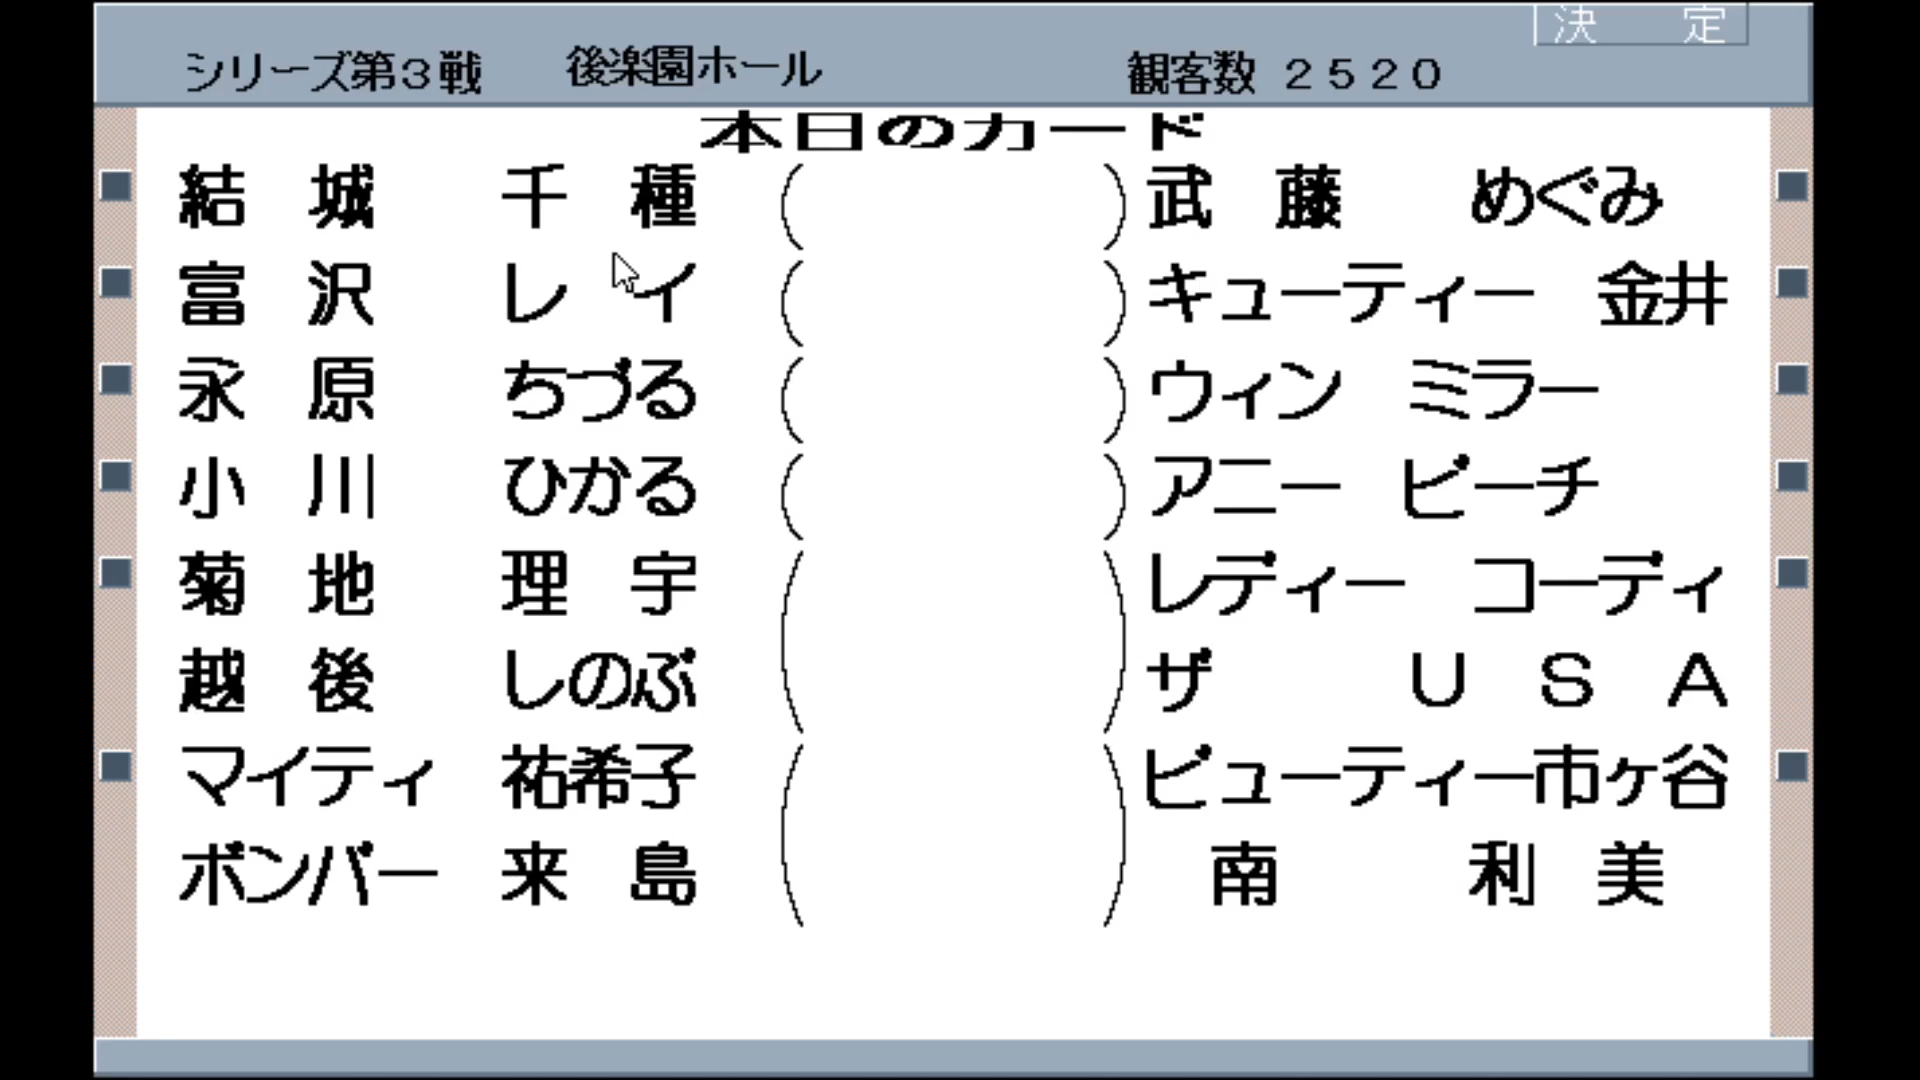 決 定
シリーズ第3戦 後楽園ホール 観客数 2520
本日のカード
結 城 千 種 ( ) 武 藤 めぐみ
富 沢 レ イ ( ) キューティー 金井
永 原 ちづる ( ) ウィン ミラー
小 川 ひかる ( ) アニー ビーチ
菊 地 理 宇 ( ) レディー コーディ
越 後 しのぶ ザ U S A
マイティ 祐希子 ( ) ビューティー市ヶ谷
ボンバー 来 島 南 利 美